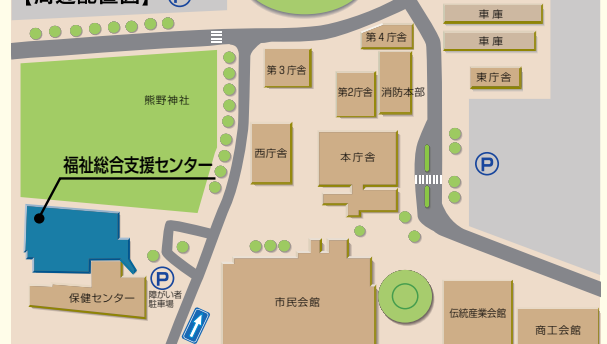 【周辺配置図】
P
車庫
第4庁舎
車庫
第3庁舎
東庁舎
第2庁舎
消防本部
熊野神社
西庁舎
本庁舎
福祉総合支援センター
P
P
障がい者
駐車場
保健センター
市民会館
伝統産業会館
商工会館